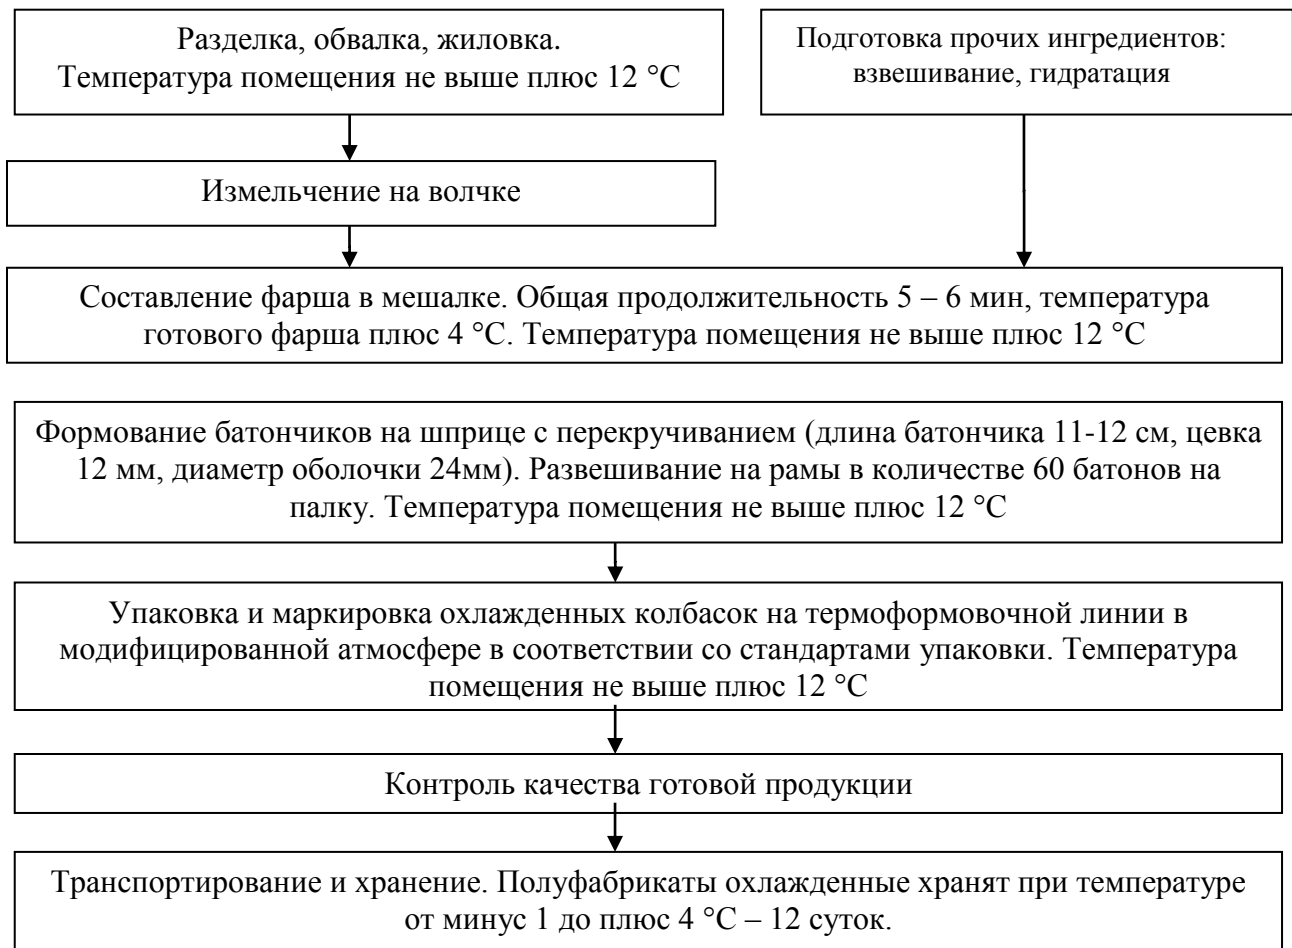 Разделка, обвалка, жиловка.
Температура помещения не выше плюс 12 °С
Подготовка прочих ингредиентов:
взвешивание, гидратация
Измельчение на волчке
Составление фарша в мешалке. Общая продолжительность 5 – 6 мин, температура
готового фарша плюс 4 °С. Температура помещения не выше плюс 12 °С
Формование батончиков на шприце с перекручиванием (длина батончика 11-12 см, цевка
12 мм, диаметр оболочки 24мм). Развешивание на рамы в количестве 60 батонов на
палку. Температура помещения не выше плюс 12 °С
Упаковка и маркировка охлажденных колбасок на термоформовочной линии в
модифицированной атмосфере в соответствии со стандартами упаковки. Температура
помещения не выше плюс 12 °С
Контроль качества готовой продукции
Транспортирование и хранение. Полуфабрикаты охлажденные хранят при температуре
от минус 1 до плюс 4 °С – 12 суток.